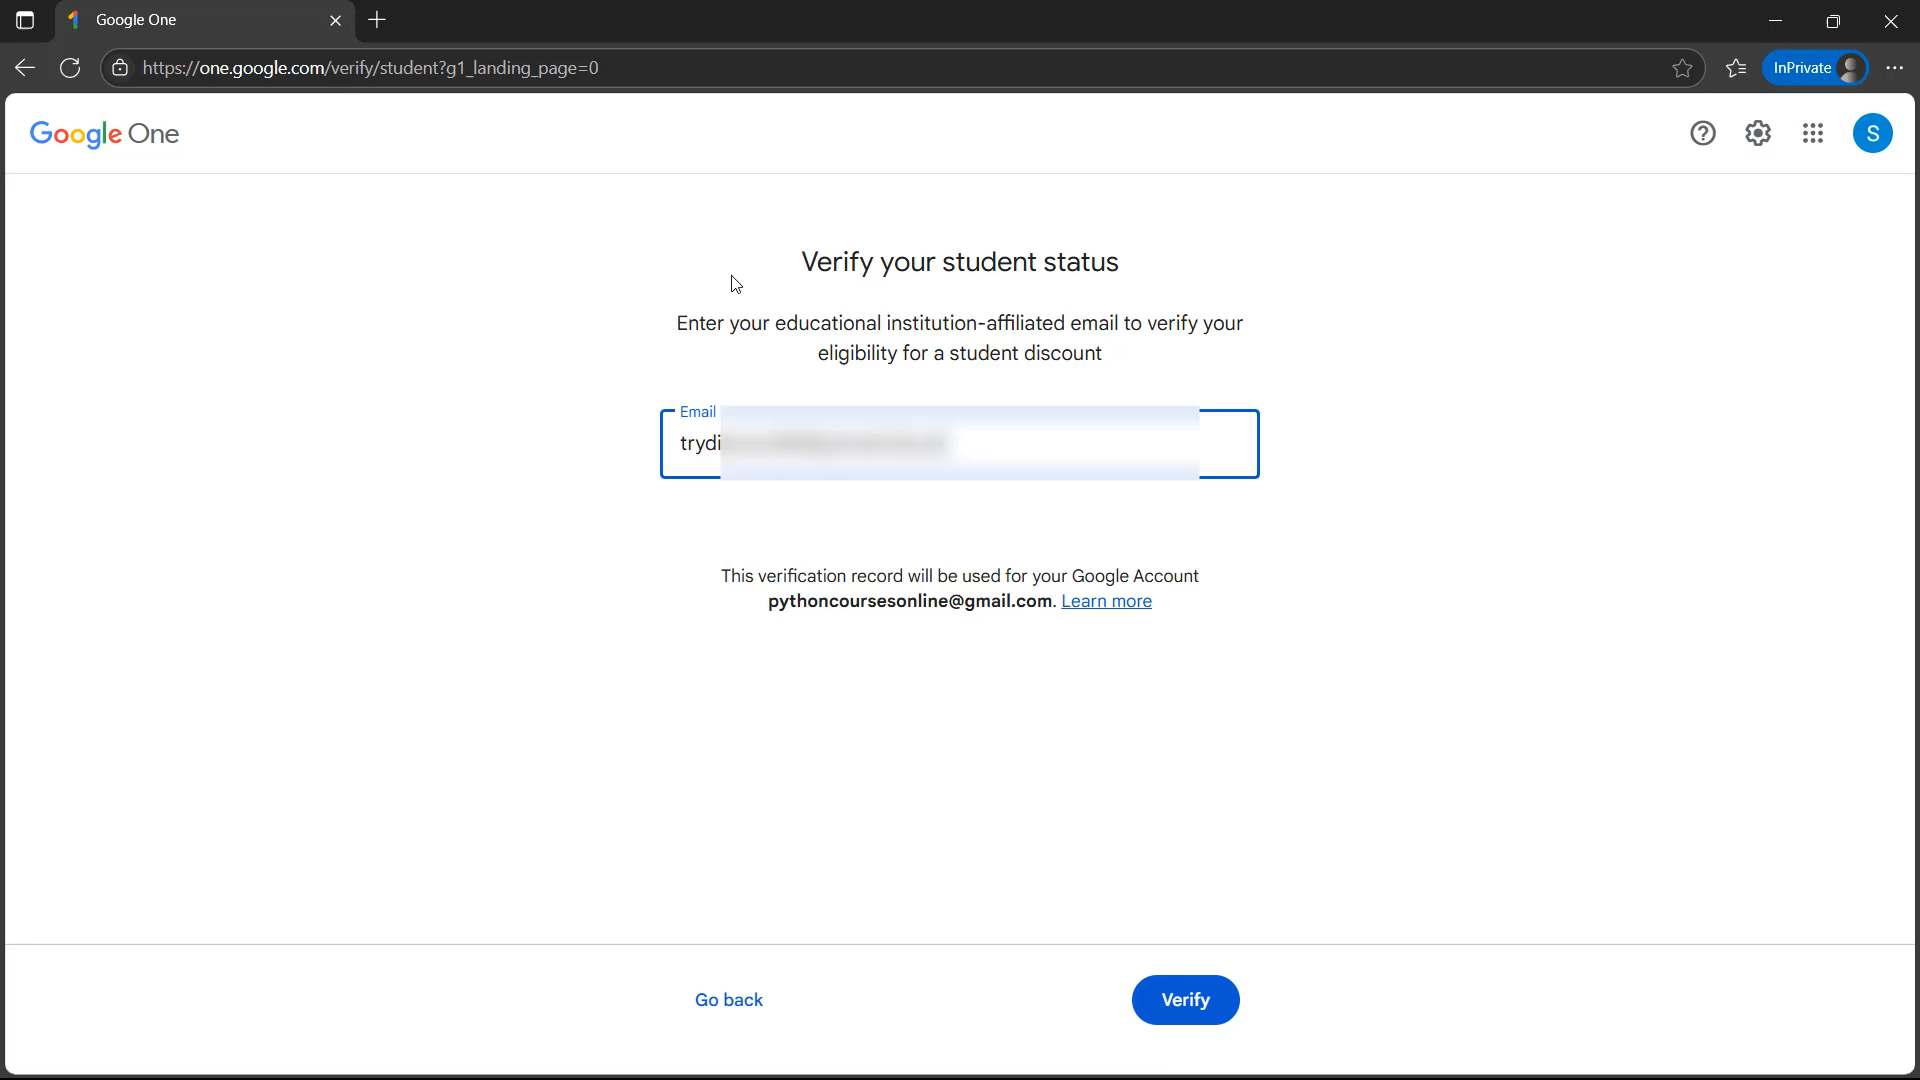 Google One
https://one.google.com/verify/student?g1_landing_page=0
InPrivate
Google One
S
Verify your student status
Enter your educational institution-affiliated email to verify your
eligibility for a student discount
Email
This verification record will be used for your Google Account
pythoncoursesonline@gmail.com. Learn more
Go back
Verify